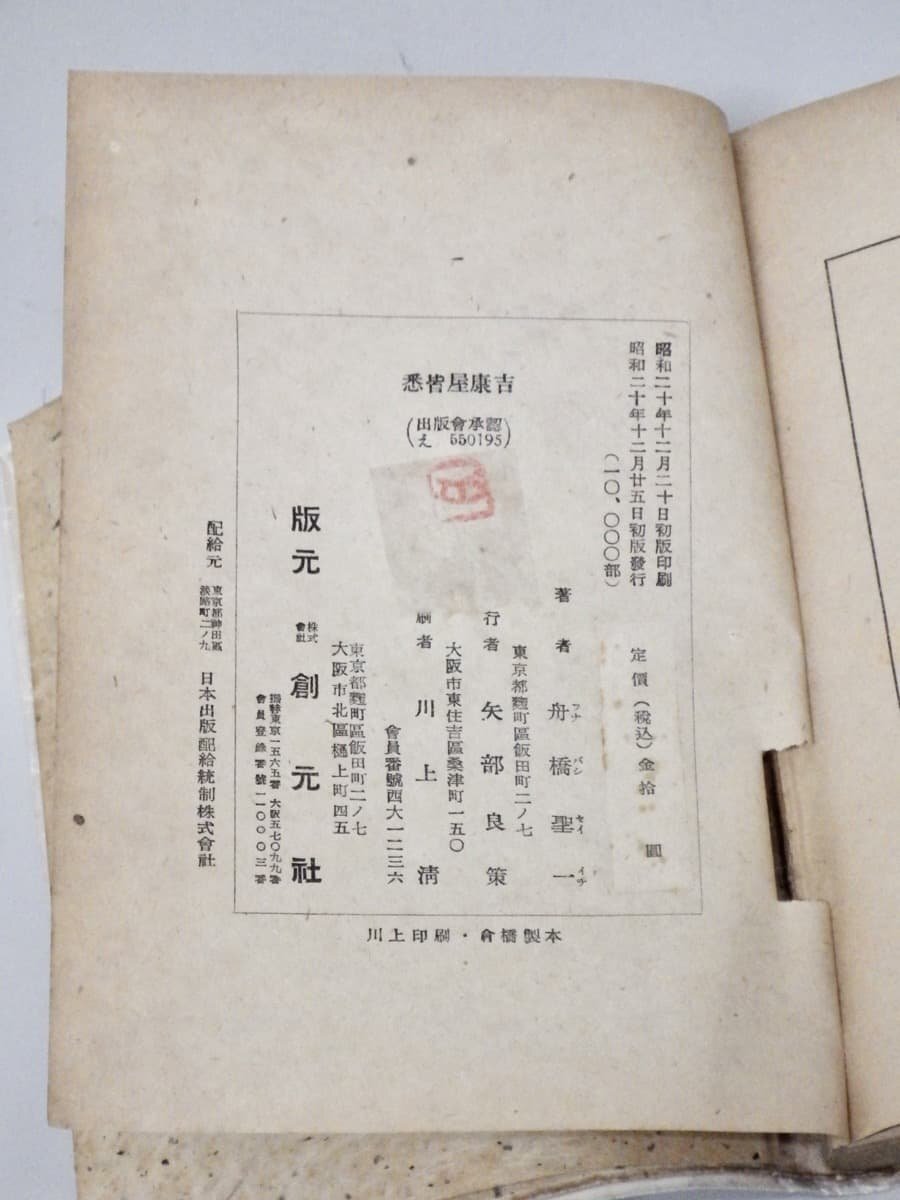 昭和二十年十二月二十日初版印刷
昭和二十年十二月廿五日初版發行
(一〇、〇〇〇部)
定價(税込)金拾圓
吉康屋皆悉
(出版會承認
え 550195)
著者 舟橋聖一
フナ バシ セイ イチ
東京都麴町區飯田町二ノ七
行者 矢部良策
大阪市東住吉區桑津町一五〇
刷者 川上淸
會員番號西大一二三六
東京都麴町區飯田町二ノ七
大阪市北區樋上町四五
版元 株式會社 創元社
振替東京一五六五番 大阪五七〇九九番
會員登錄番號一一〇〇〇三番
配給元 東京都神田區淡路町二ノ九 日本出版配給統制株式會社
川上印刷・倉橋製本